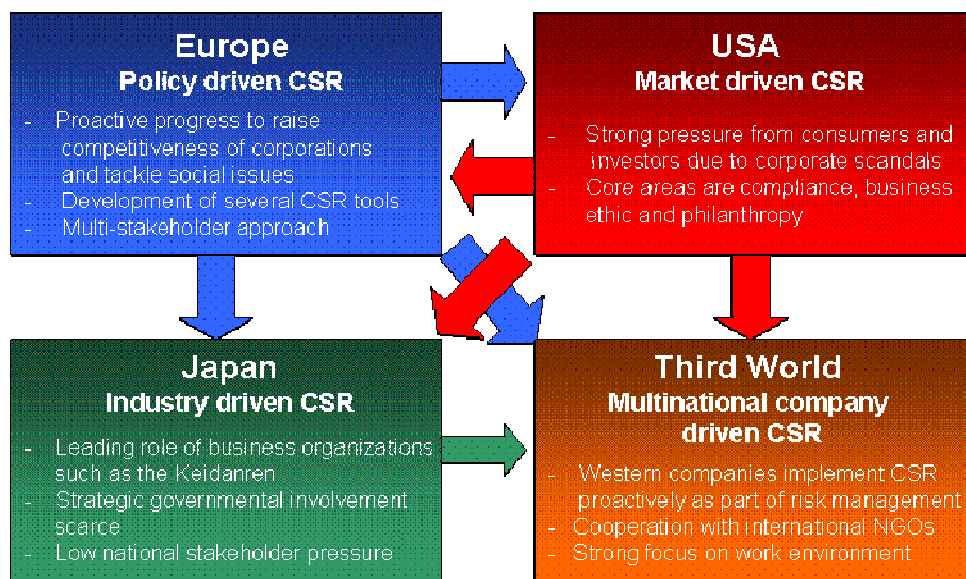 Europe
Policy driven CSR
- Proactive progress to raise
competitiveness of corporations
and tackle social issues
- Development of several CSR tools
- Multi-stakeholder approach
USA
Market driven CSR
- Strong pressure from consumers and
investors due to corporate scandals
- Core areas are compliance, business
ethic and philanthropy
Japan
Industry driven CSR
- Leading role of business organizations
such as the Keidanren
- Strategic governmental involvement
scarce
- Low national stakeholder pressure
Third World
Multinational company
driven CSR
- Western companies implement CSR
proactively as part of risk management
- Cooperation with international NGOs
- Strong focus on work environment